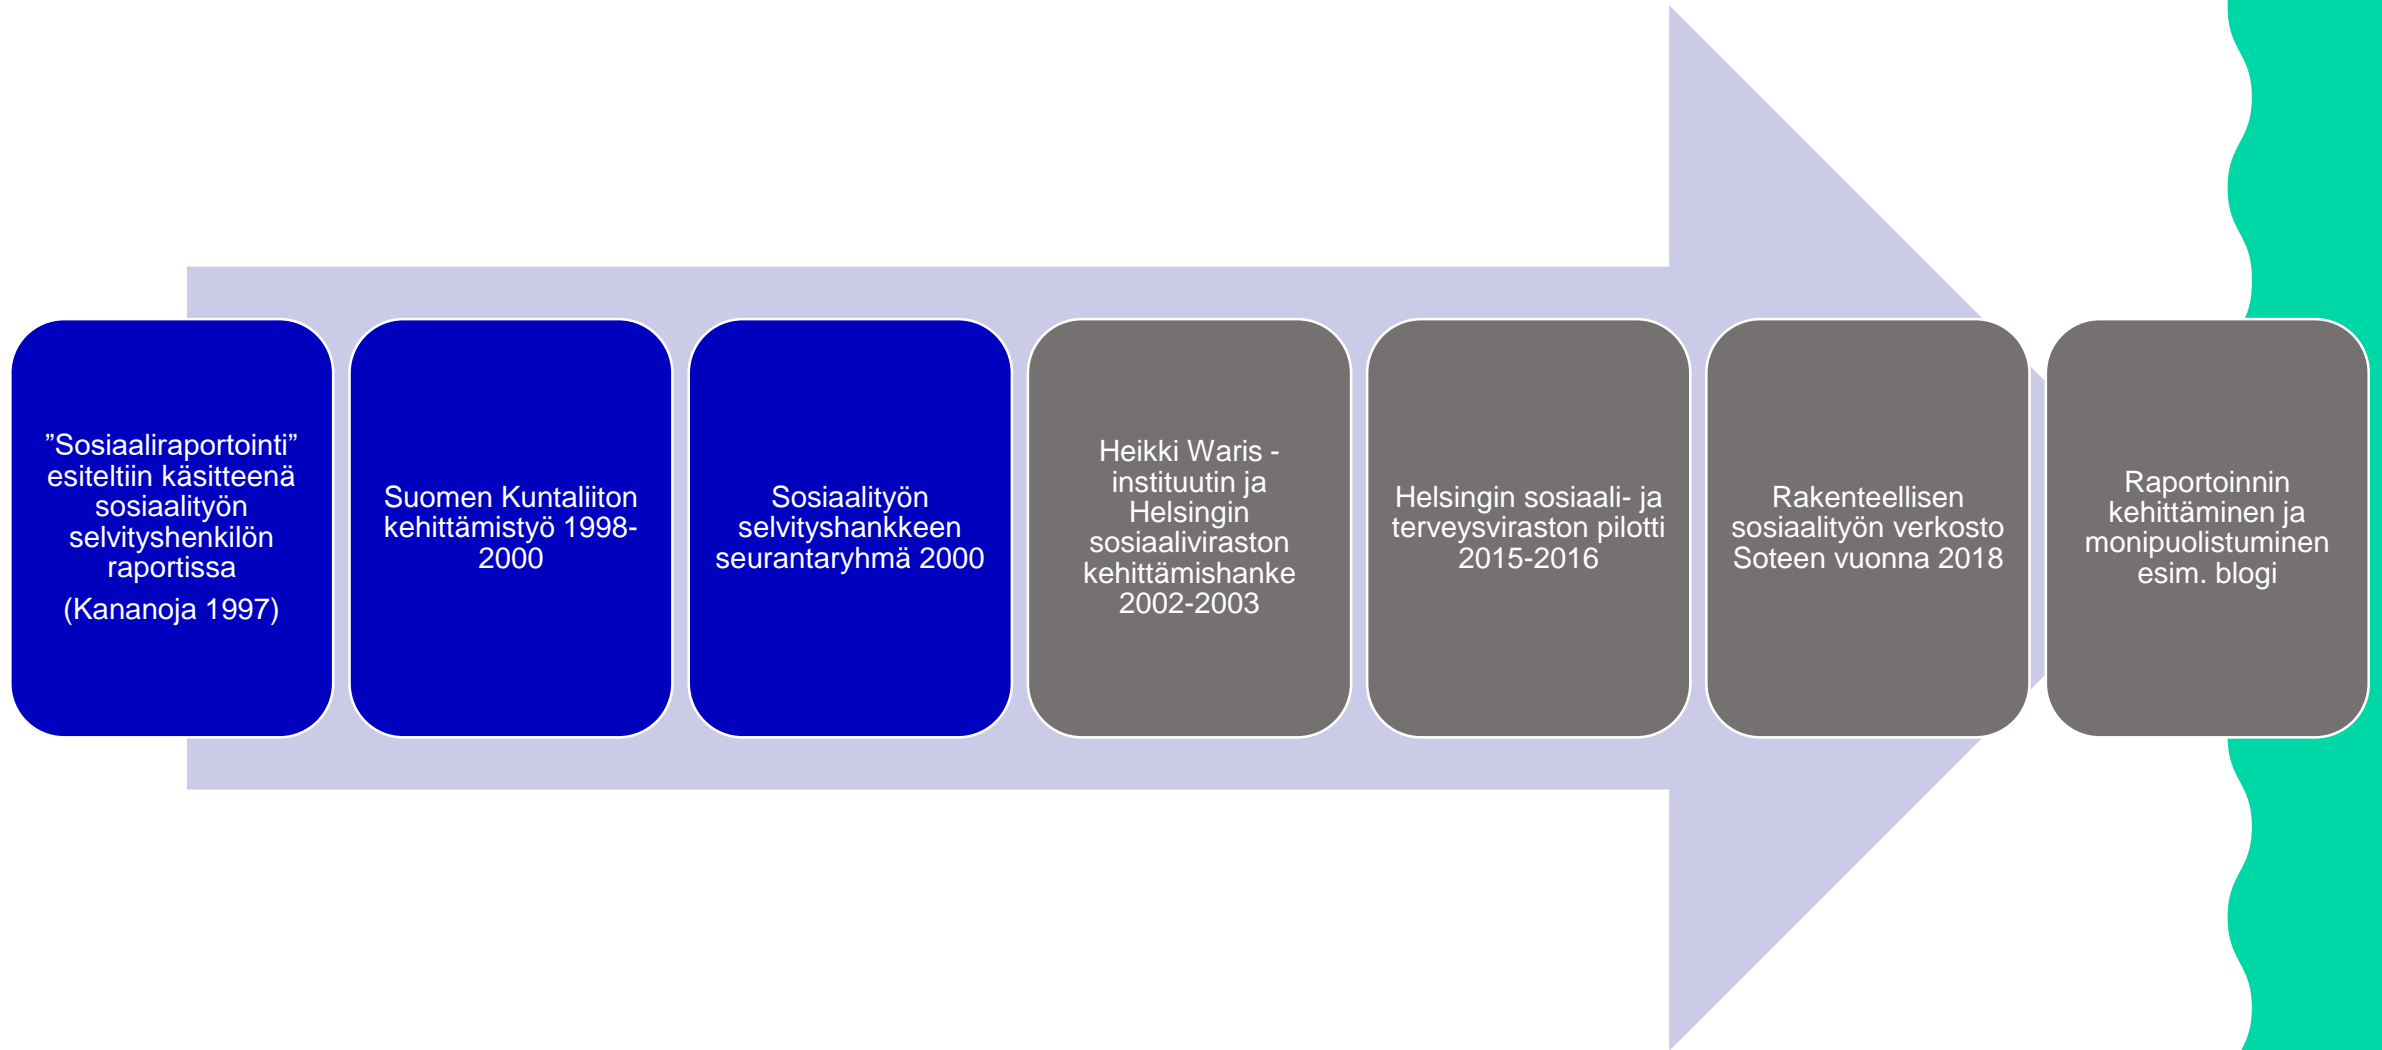 ”Sosiaaliraportointi”
esiteltiin käsitteenä
sosiaalityön
selvityshenkilön
raportissa
(Kananoja 1997)
Suomen Kuntaliiton
kehittämistyö 1998-
2000
Sosiaalityön
selvityshankkeen
seurantaryhmä 2000
Heikki Waris -
instituutin ja
Helsingin
sosiaaliviraston
kehittämishanke
2002-2003
Helsingin sosiaali- ja
terveysviraston pilotti
2015-2016
Rakenteellisen
sosiaalityön verkosto
Soteen vuonna 2018
Raportoinnin
kehittäminen ja
monipuolistuminen
esim. blogi